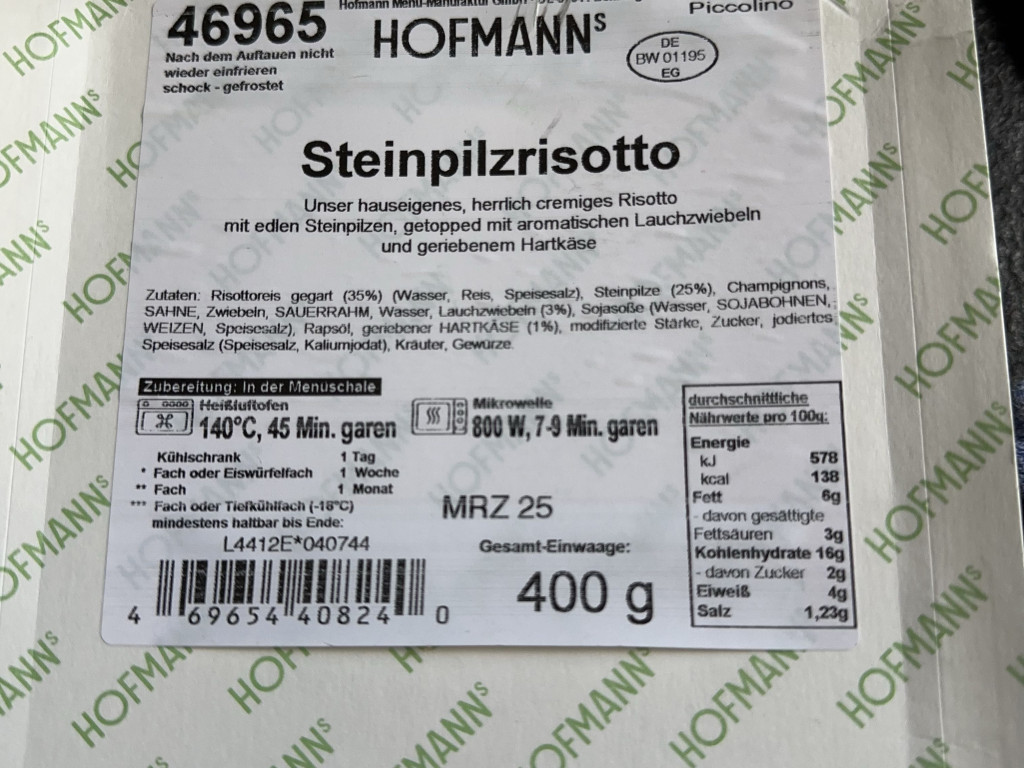 46965
Nach dem Auftauen nicht
wieder einfrieren
schock - gefrostet
Hofmann Menü-Manufaktur GmbH
HOFMANNS
Piccolino
DE
BW 01195
EG
Steinpilzrisotto
Unser hauseigenes, herrlich cremiges Risotto
mit edlen Steinpilzen, getopped mit aromatischen Lauchzwiebeln
und geriebenem Hartkäse
Zutaten: Risottoreis gegart (35%) (Wasser, Reis, Speisesalz), Steinpilze (25%), Champignons,
SAHNE, Zwiebeln, SAUERRAHM, Wasser, Lauchzwiebeln (3%), Sojasoße (Wasser, SOJABOHNEN,
WEIZEN, Speisesalz), Rapsöl, geriebener HARTKÄSE (1%), modifizierte Stärke, Zucker, jodiertes
Speisesalz (Speisesalz, Kaliumjodat), Kräuter, Gewürze.
Zubereitung: In der Menüschale
Heißluftofen
140°C, 45 Min. garen
Mikrowelle
800 W, 7-9 Min. garen
Kühlschrank 1 Tag
* Fach oder Eiswürfelfach 1 Woche
** Fach 1 Monat
*** Fach oder Tiefkühlfach (-18°C)
mindestens haltbar bis Ende:
MRZ 25
L4412E*040744
4 69654 40824 0
Gesamt-Einwaage:
400 g
durchschnittliche
Nährwerte pro 100g:
Energie
kJ 578
kcal 138
Fett 6g
- davon gesättigte
Fettsäuren 3g
Kohlenhydrate 16g
- davon Zucker 2g
Eiweiß 4g
Salz 1,23g